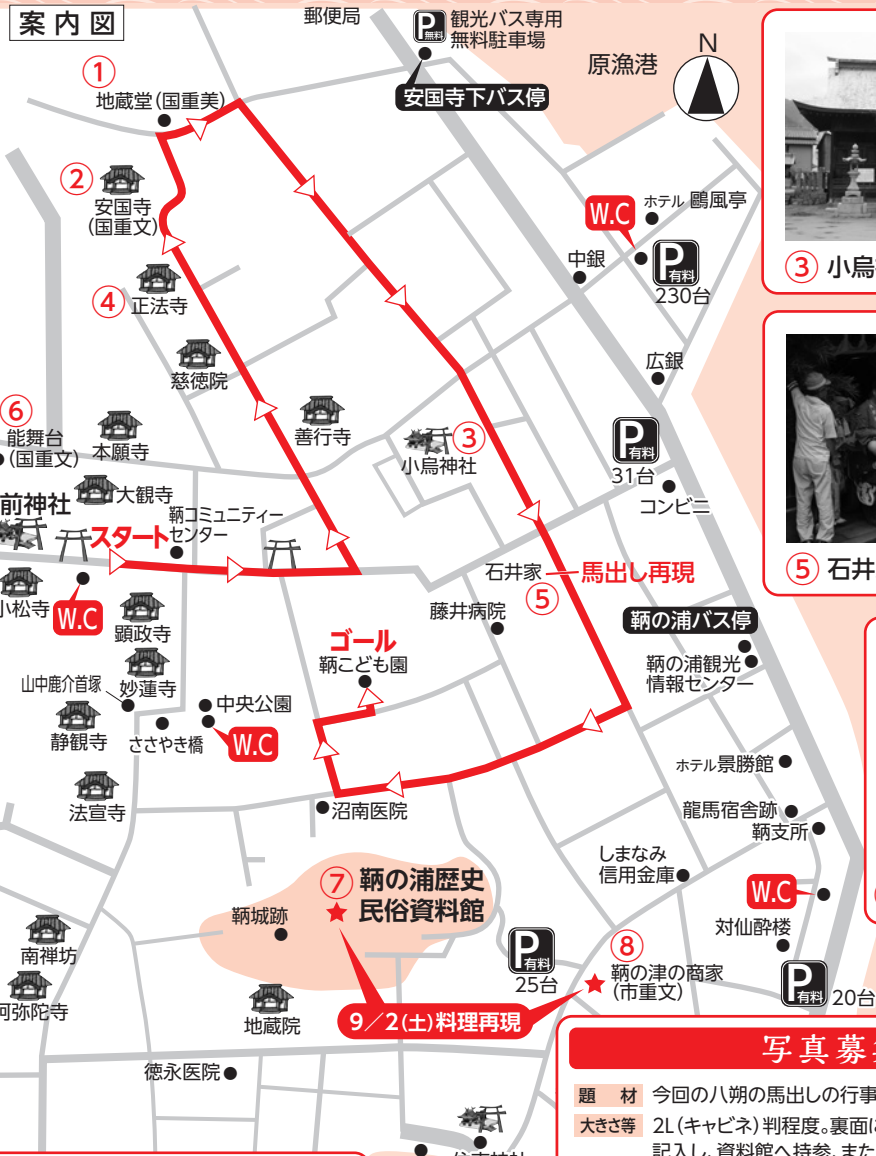 案内図
郵便局
P無料
観光バス専用
無料駐車場
安国寺下バス停
原漁港
N
①
地蔵堂(国重美)
②
安国寺
(国重文)
④
正法寺
慈徳院
W.C
ホテル 鷗風亭
中銀
P有料
230台
広銀
③ 小烏
⑥
能舞台
(国重文)
本願寺
善行寺
③
小烏神社
P有料
31台
コンビニ
大観寺
前神社
スタート
鞆コミュニティー
センター
石井家
馬出し再現
⑤
⑤ 石井
小松寺
W.C
顕政寺
藤井病院
鞆の浦バス停
ゴール
鞆こども園
鞆の浦観光
情報センター
山中鹿介首塚
妙蓮寺
中央公園
静観寺
ささやき橋
W.C
ホテル景勝館
法宣寺
沼南医院
龍馬宿舎跡
鞆支所
しまなみ
信用金庫
W.C
⑦
鞆の浦歴史
民俗資料館
鞆城跡
対仙酔楼
南禅坊
P有料
25台
⑧
鞆の津の商家
(市重文)
P有料
20台
阿弥陀寺
地蔵院
9/2(土)料理再現
徳永医院
写真募
題 材 今回の八朔の馬出しの行事
大きさ等 2L(キャビネ)判程度。裏面に
記入し、資料館へ持参、また